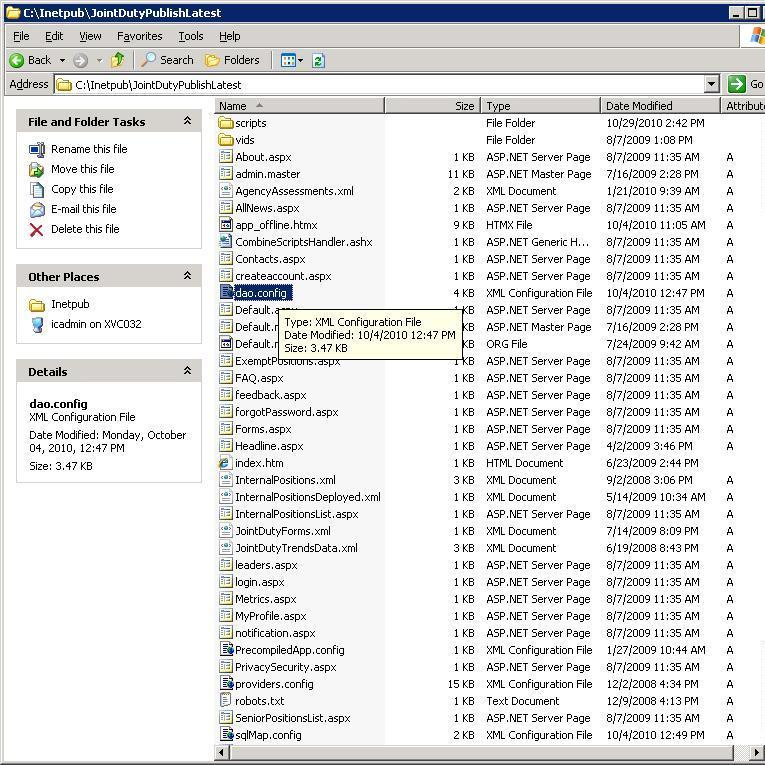 C:\Inetpub\JointDutyPublishLatest
File Edit View Favorites Tools Help
Back Search Folders
Address C:\Inetpub\JointDutyPublishLatest Go
File and Folder Tasks
Rename this file
Move this file
Copy this file
E-mail this file
Delete this file
Other Places
Inetpub
icadmin on XVC032
Details
dao.config
XML Configuration File
Date Modified: Monday, October
04, 2010, 12:47 PM
Size: 3.47 KB
Name Size Type Date Modified Attribut
scripts File Folder 10/29/2010 2:42 PM
vids File Folder 8/7/2009 1:08 PM
About.aspx 1 KB ASP.NET Server Page 8/7/2009 11:35 AM A
admin.master 11 KB ASP.NET Master Page 7/16/2009 2:28 PM A
AgencyAssessments.xml 2 KB XML Document 1/21/2010 9:39 AM A
AllNews.aspx 1 KB ASP.NET Server Page 8/7/2009 11:35 AM A
app_offline.htmx 9 KB HTMX File 10/4/2010 11:05 AM A
CombineScriptsHandler.ashx 1 KB ASP.NET Generic H... 8/7/2009 11:35 AM A
Contacts.aspx 1 KB ASP.NET Server Page 8/7/2009 11:35 AM A
createaccount.aspx 1 KB ASP.NET Server Page 8/7/2009 11:35 AM A
dao.config 4 KB XML Configuration File 10/4/2010 12:47 PM A
Default.aspx 1 KB ASP.NET Server Page 8/7/2009 11:35 AM A
Default.m 1 KB ASP.NET Master Page 7/16/2009 2:28 PM A
Default.m 1 KB ORG File 7/24/2009 9:42 AM A
Type: XML Configuration File
Date Modified: 10/4/2010 12:47 PM
Size: 3.47 KB
ExemptPositions.aspx 1 KB ASP.NET Server Page 8/7/2009 11:35 AM A
FAQ.aspx 1 KB ASP.NET Server Page 8/7/2009 11:35 AM A
feedback.aspx 1 KB ASP.NET Server Page 8/7/2009 11:35 AM A
forgotPassword.aspx 1 KB ASP.NET Server Page 8/7/2009 11:35 AM A
Forms.aspx 1 KB ASP.NET Server Page 8/7/2009 11:35 AM A
Headline.aspx 1 KB ASP.NET Server Page 4/2/2009 3:46 PM A
index.htm 1 KB HTML Document 6/23/2009 2:44 PM
InternalPositions.xml 3 KB XML Document 9/2/2008 3:06 PM A
InternalPositionsDeployed.xml 1 KB XML Document 5/14/2009 10:34 AM A
InternalPositionsList.aspx 1 KB ASP.NET Server Page 8/7/2009 11:35 AM A
JointDutyForms.xml 1 KB XML Document 7/14/2009 8:09 PM A
JointDutyTrendsData.xml 3 KB XML Document 6/19/2008 8:43 PM A
leaders.aspx 1 KB ASP.NET Server Page 8/7/2009 11:35 AM A
login.aspx 1 KB ASP.NET Server Page 8/7/2009 11:35 AM A
Metrics.aspx 1 KB ASP.NET Server Page 8/7/2009 11:35 AM A
MyProfile.aspx 1 KB ASP.NET Server Page 8/7/2009 11:35 AM A
notification.aspx 1 KB ASP.NET Server Page 8/7/2009 11:35 AM A
PrecompiledApp.config 1 KB XML Configuration File 1/27/2009 10:44 AM A
PrivacySecurity.aspx 1 KB ASP.NET Server Page 8/7/2009 11:35 AM A
providers.config 15 KB XML Configuration File 12/2/2008 4:34 PM A
robots.txt 1 KB Text Document 12/9/2008 4:13 PM A
SeniorPositionsList.aspx 1 KB ASP.NET Server Page 8/7/2009 11:35 AM A
sqlMap.config 2 KB XML Configuration File 10/4/2010 12:49 PM A